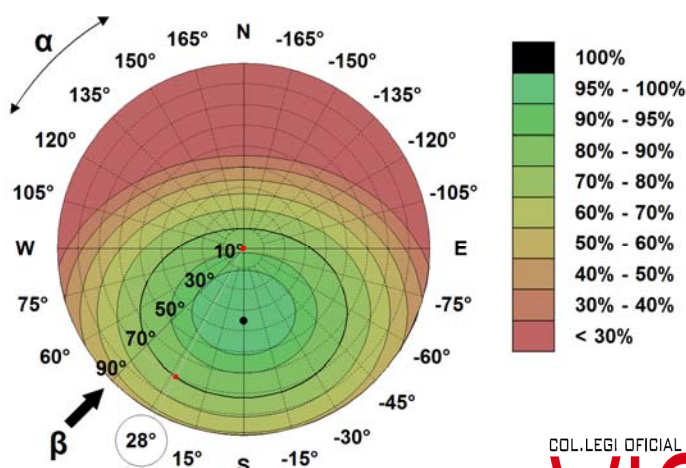 α
N
165° -165°
150° -150°
135° -135°
120° -120°
105° -105°
W E
75° -75°
60° -60°
-45°
-30°
28° 15° -15°
S
10°
30°
50°
70°
90°
β
100%
95% - 100%
90% - 95%
80% - 90%
70% - 80%
60% - 70%
50% - 60%
40% - 50%
30% - 40%
< 30%
COL.LEGI OFICIAL